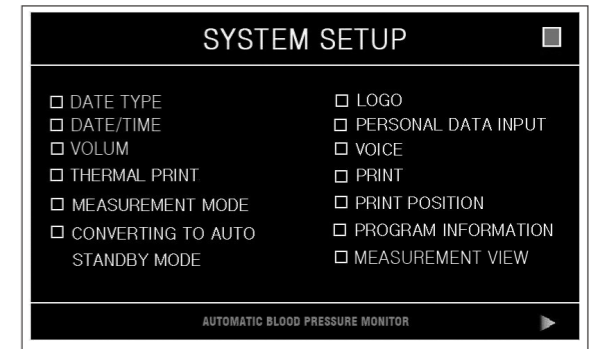 SYSTEM SETUP
DATE TYPE
DATE/TIME
VOLUM
THERMAL PRINT
MEASUREMENT MODE
CONVERTING TO AUTO
STANDBY MODE
LOGO
PERSONAL DATA INPUT
VOICE
PRINT
PRINT POSITION
PROGRAM INFORMATION
MEASUREMENT VIEW
AUTOMATIC BLOOD PRESSURE MONITOR